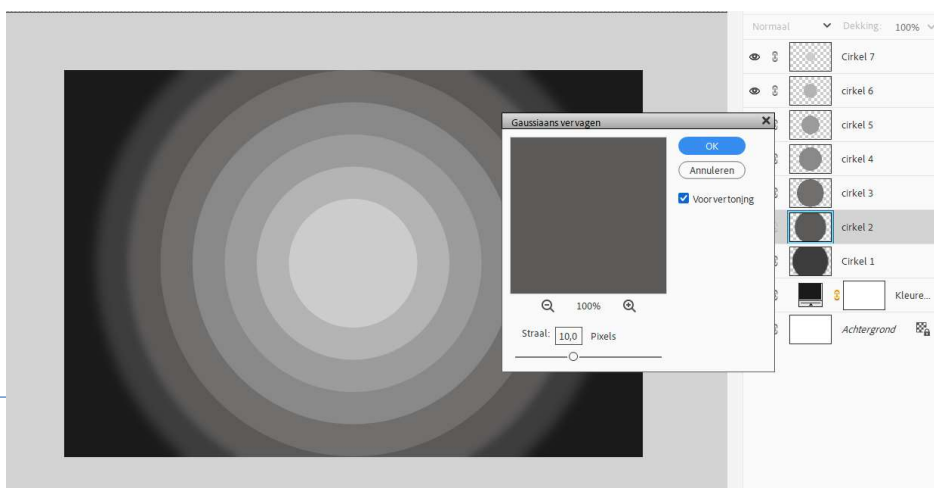 Normaal Dekking: 100%
Cirkel 7
cirkel 6
Gaussiaans vervagen
OK
Annuleren
Voorvertoning
100%
Straal: 10,0 Pixels
cirkel 5
cirkel 4
cirkel 3
cirkel 2
Cirkel 1
Kleure...
Achtergrond